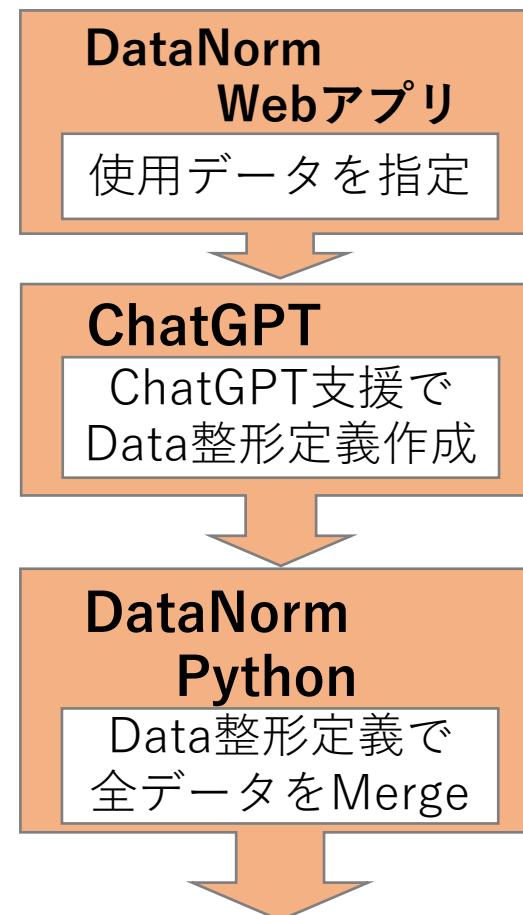 DataNorm
Webアプリ
使用データを指定
ChatGPT
ChatGPT支援で
Data整形定義作成
DataNorm
Python
Data整形定義で
全データをMerge